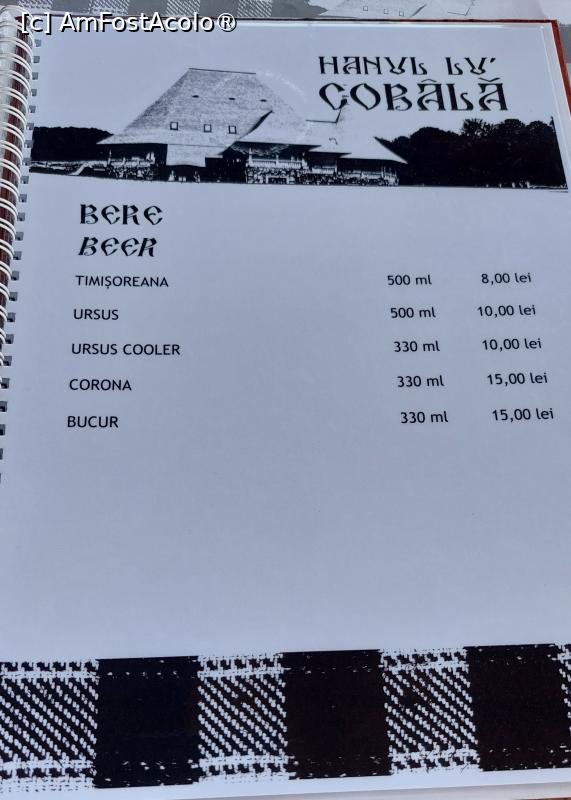 [c] AmFostAcolo®
HANUL LU'
GOBÂLĂ
BERE
BEER
TIMIȘOREANA 500 ml 8,00 lei
URSUS 500 ml 10,00 lei
URSUS COOLER 330 ml 10,00 lei
CORONA 330 ml 15,00 lei
BUCUR 330 ml 15,00 lei